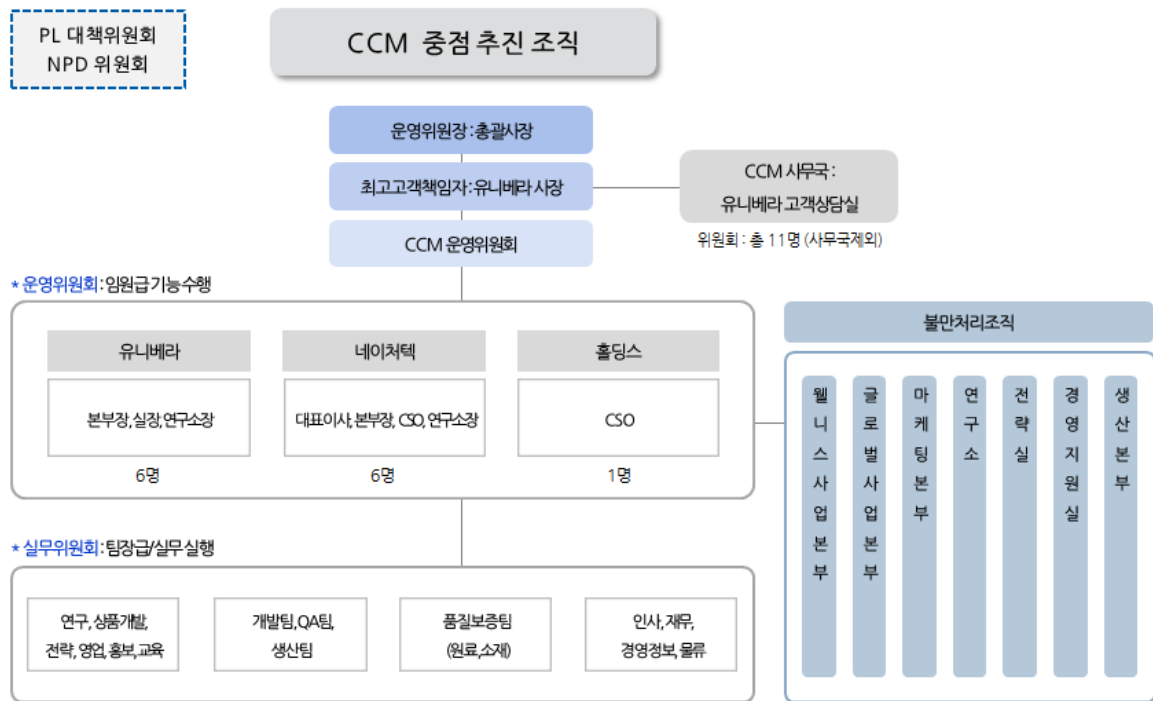 PL 대책위원회
NPD 위원회
CCM 중점 추진 조직
운영위원장 : 총괄사장
최고고객책임자 : 유니베라 사장
CCM 사무국 :
유니베라 고객상담실
CCM 운영위원회
위원회 : 총 11명 (사무국제외)
* 운영위원회 : 임원급 기능 수행
유니베라
네이처텍
홀딩스
본부장, 실장, 연구소장
대표이사, 본부장, CSO, 연구소장
CSO
6명
6명
1명
불만처리조직
웰니스사업본부
글로벌사업본부
마케팅본부
연구소
전략실
경영지원실
생산본부
* 실무위원회 : 팀장급/실무 실행
연구, 상품개발,
전략, 영업, 홍보, 교육
개발팀, QA팀,
생산팀
품질보증팀
(원료,소재)
인사, 재무,
경영정보, 물류